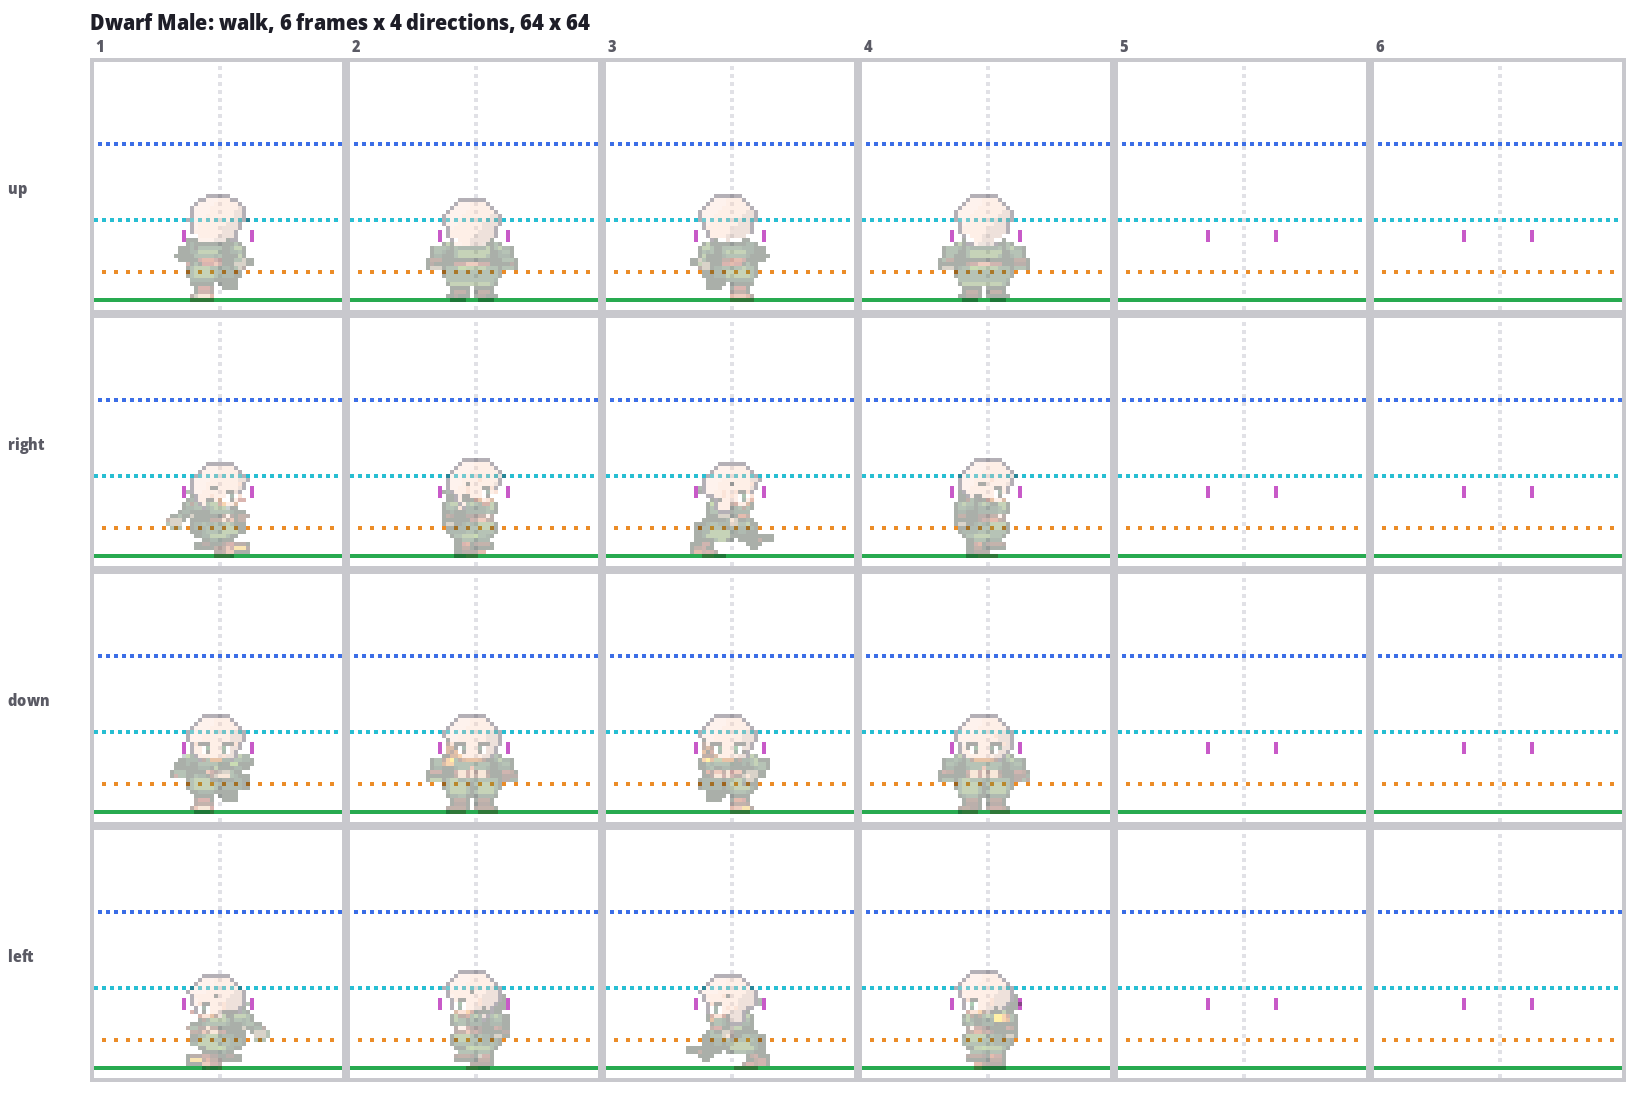 Dwarf Male: walk, 6 frames x 4 directions, 64 x 64
1 2 3 4 5 6
up
right
down
left